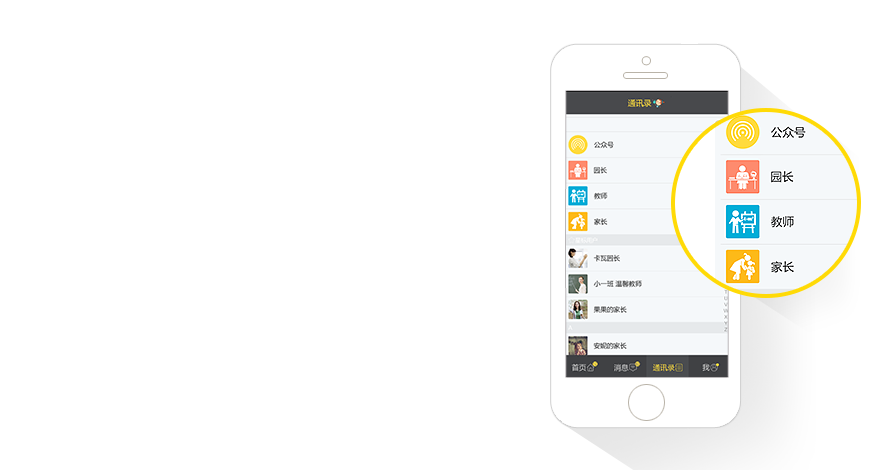 通讯录
公众号
园长
教师
家长
卡瓦园长
小一班 温馨教师
果果的家长
安妮的家长
首页
消息
通讯录
我
公众号
园长
教师
家长
U
V
W
X
Y
Z